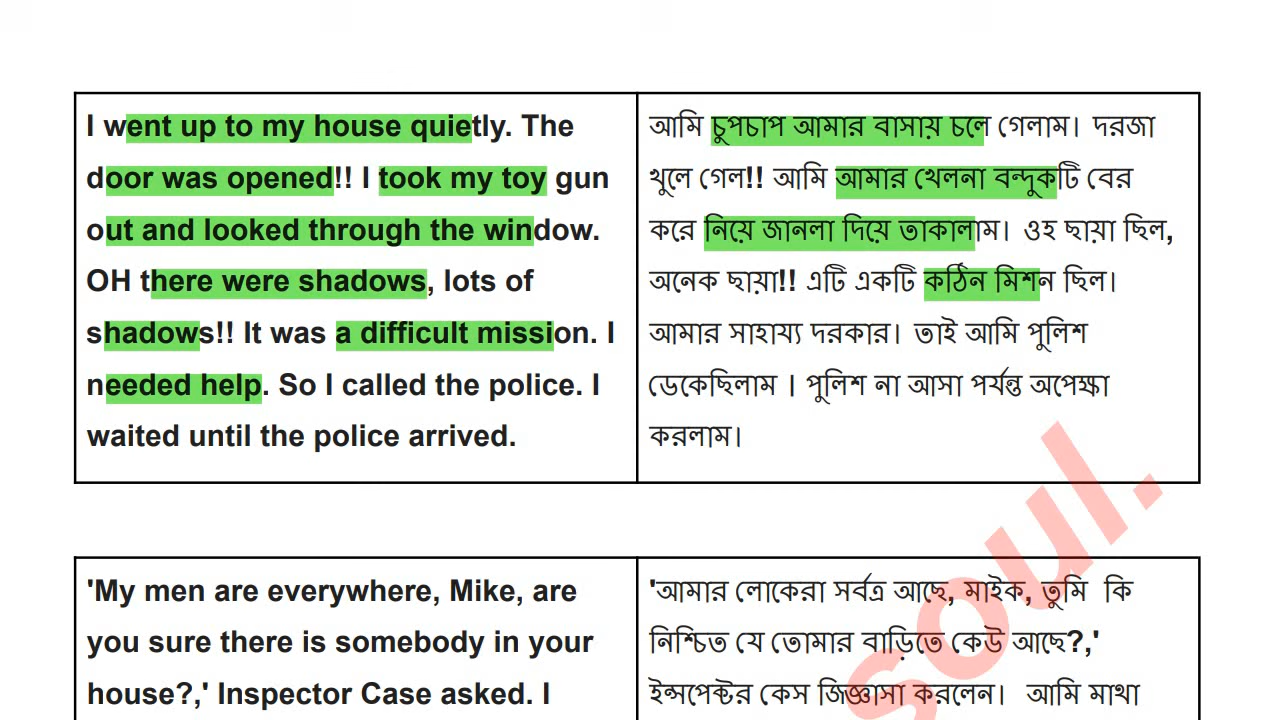 I went up to my house quietly. The
door was opened!! I took my toy gun
out and looked through the window.
OH there were shadows, lots of
shadows!! It was a difficult mission. I
needed help. So I called the police. I
waited until the police arrived.
আমি চুপচাপ আমার বাসায় চলে গেলাম। দরজা
খুলে গেল!! আমি আমার খেলনা বন্দুকটি বের
করে নিয়ে জানলা দিয়ে তাকালাম। ওহ ছায়া ছিল,
অনেক ছায়া!! এটি একটি কঠিন মিশন ছিল।
আমার সাহায্য দরকার। তাই আমি পুলিশ
ডেকেছিলাম । পুলিশ না আসা পর্যন্ত অপেক্ষা
করলাম।
'My men are everywhere, Mike, are
you sure there is somebody in your
house?,' Inspector Case asked. I
'আমার লোকেরা সর্বত্র আছে, মাইক, তুমি কি
নিশ্চিত যে তোমার বাড়িতে কেউ আছে?,'
ইন্সপেক্টর কেস জিজ্ঞাসা করলেন। আমি মাথা
soul.